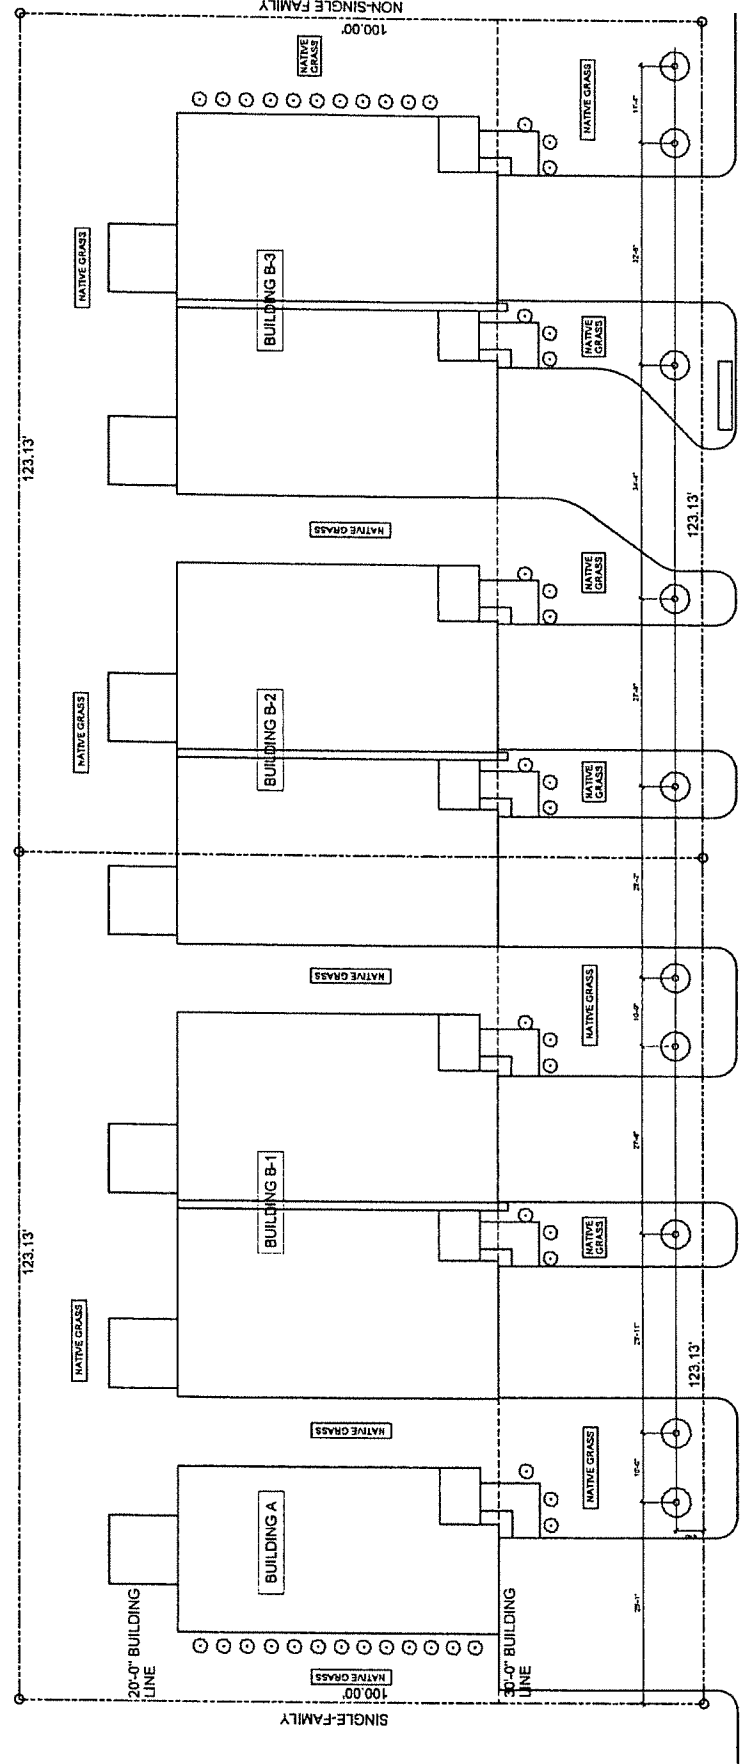 NON-SINGLE FAMILY
100.00'
NATIVE
GRASS
NATIVE GRASS
NATIVE GRASS
BUILDING B-3
NATIVE
GRASS
123.13'
123.13'
NATIVE GRASS
NATIVE
GRASS
NATIVE GRASS
BUILDING B-2
NATIVE
GRASS
NATIVE GRASS
NATIVE GRASS
BUILDING B-1
NATIVE
GRASS
123.13'
NATIVE GRASS
123.13'
NATIVE GRASS
NATIVE GRASS
BUILDING A
20'-0" BUILDING
LINE
30'-0" BUILDING
LINE
NATIVE GRASS
100.00'
SINGLE-FAMILY